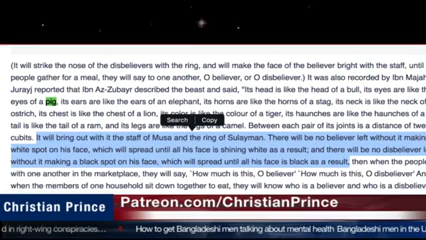 (It will strike the nose of the disbelievers with the ring, and will make the face of the believer bright with the staff, until
people gather for a meal, they will say to one another, O believer, or O disbeliever.) It was also recorded by Ibn Majah
Jurayj reported that Ibn Az-Zubayr described the beast and said, "Its head is like the head of a bull, its eyes are like the
eyes of a pig, its ears are like the ears of an elephant, its horns are like the horns of a stag, its neck is like the neck of
ostrich, its chest is like the chest of a lion, its color is like the colour of a tiger, its haunches are like the haunches of a
tail is like the tail of a ram, and its legs are like the legs of a camel. Between each pair of its joints is a distance of twe
Search Copy
cubits. It will bring out with it the staff of Musa and the ring of Sulayman. There will be no believer left without it making
white spot on his face, which will spread until all his face is shining white as a result; and there will be no disbeliever l
without it making a black spot on his face, which will spread until all his face is black as a result, then when the people
with one another in the marketplace, they will say, `How much is this, O believer' `How much is this, O disbeliever' An
when the members of one household sit down together to eat, they will know who is a believer and who is a disbelie
Christian Prince
Patreon.com/ChristianPrince
d in right-wing conspiracies...
How to get Bangladeshi men talking about mental health Bangladeshi men in the U